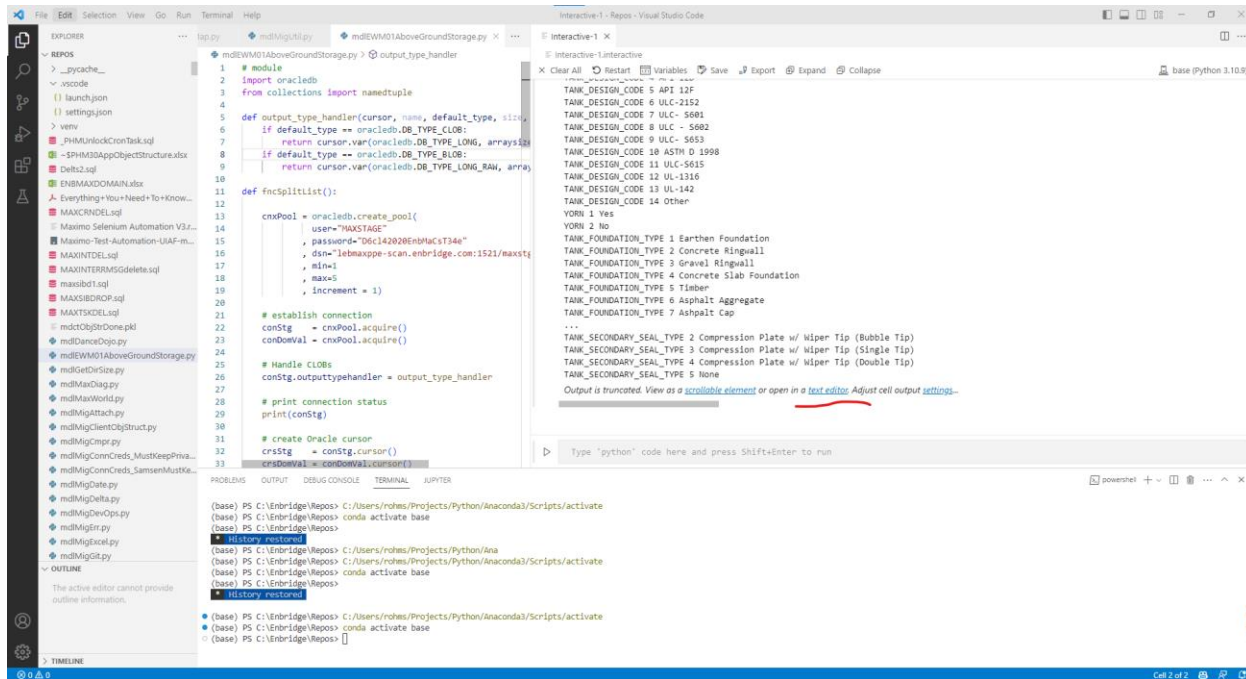 File Edit Selection View Go Run Terminal Help
Interactive-1 - Repos - Visual Studio Code
EXPLORER
REPOS
__pycache__
.vscode
launch.json
settings.json
venv
_PHMUnlockCronTask.sql
~$PHM30AppObjectStructure.xlsx
Delts2.sql
ENBMAXDOMAIN.xlsx
Everything+You+Need+To+Know...
MAXCRNDEL.sql
Maximo Selenium Automation V3.r...
Maximo-Test-Automation-UIAF-m...
MAXINTDEL.sql
MAXINTERRMSGdelete.sql
maxsibd1.sql
MAXSIBDROP.sql
MAXTSKDEL.sql
mdctObjStrDone.pkl
mdlDanceDojo.py
mdlEWM01AboveGroundStorage.py
mdlGetDirSize.py
mdlMaxDiag.py
mdlMaxWorld.py
mdlMigAttach.py
mdlMigClientObjStruct.py
mdlMigCmpr.py
mdlMigConnCreds_MustKeepPriva...
mdlMigConnCreds_SamsenMustKe...
mdlMigDate.py
mdlMigDelta.py
mdlMigDevOps.py
mdlMigErr.py
mdlMigExcel.py
mdlMigGit.py
OUTLINE
The active editor cannot provide
outline information.
TIMELINE
tap.py mdlMigUtil.py mdlEWM01AboveGroundStorage.py
mdlEWM01AboveGroundStorage.py > output_type_handler
1 # module
2 import oracledb
3 from collections import namedtuple
4
5 def output_type_handler(cursor, name, default_type, size,
6 if default_type == oracledb.DB_TYPE_CLOB:
7 return cursor.var(oracledb.DB_TYPE_LONG, arraysize
8 if default_type == oracledb.DB_TYPE_BLOB:
9 return cursor.var(oracledb.DB_TYPE_LONG_RAW, array
10
11 def fncSplitList():
12
13 cnxPool = oracledb.create_pool(
14 user="MAXSTAGE"
15 , password=
16 , dsn="lebmaxppe-scan.enbridge.com:1521/maxstg
17 , min=1
18 , max=5
19 , increment = 1)
20
21 # establish connection
22 conStg = cnxPool.acquire()
23 conDomVal = cnxPool.acquire()
24
25 # Handle CLOBs
26 conStg.outputtypehandler = output_type_handler
27
28 # print connection status
29 print(conStg)
30
31 # create Oracle cursor
32 crsStg = conStg.cursor()
33 crsDomVal = conDomVal.cursor()
Interactive-1
Interactive-1.interactive
Clear All Restart Variables Save Export Expand Collapse
base (Python 3.10.9)
TANK_DESIGN_CODE 4 API 12D
TANK_DESIGN_CODE 5 API 12F
TANK_DESIGN_CODE 6 ULC-2152
TANK_DESIGN_CODE 7 ULC- S601
TANK_DESIGN_CODE 8 ULC - S602
TANK_DESIGN_CODE 9 ULC- S653
TANK_DESIGN_CODE 10 ASTM D 1998
TANK_DESIGN_CODE 11 ULC-S615
TANK_DESIGN_CODE 12 UL-1316
TANK_DESIGN_CODE 13 UL-142
TANK_DESIGN_CODE 14 Other
YORN 1 Yes
YORN 2 No
TANK_FOUNDATION_TYPE 1 Earthen Foundation
TANK_FOUNDATION_TYPE 2 Concrete Ringwall
TANK_FOUNDATION_TYPE 3 Gravel Ringwall
TANK_FOUNDATION_TYPE 4 Concrete Slab Foundation
TANK_FOUNDATION_TYPE 5 Timber
TANK_FOUNDATION_TYPE 6 Asphalt Aggregate
TANK_FOUNDATION_TYPE 7 Ashpalt Cap
...
TANK_SECONDARY_SEAL_TYPE 2 Compression Plate w/ Wiper Tip (Bubble Tip)
TANK_SECONDARY_SEAL_TYPE 3 Compression Plate w/ Wiper Tip (Single Tip)
TANK_SECONDARY_SEAL_TYPE 4 Compression Plate w/ Wiper Tip (Double Tip)
TANK_SECONDARY_SEAL_TYPE 5 None
Output is truncated. View as a scrollable element or open in a text editor. Adjust cell output settings...
Type 'python' code here and press Shift+Enter to run
PROBLEMS OUTPUT DEBUG CONSOLE TERMINAL JUPYTER
powershell
(base) PS C:\Enbridge\Repos> C:/Users/rohms/Projects/Python/Anaconda3/Scripts/activate
(base) PS C:\Enbridge\Repos> conda activate base
(base) PS C:\Enbridge\Repos>
* History restored
(base) PS C:\Enbridge\Repos> C:/Users/rohms/Projects/Python/Ana
(base) PS C:\Enbridge\Repos> C:/Users/rohms/Projects/Python/Anaconda3/Scripts/activate
(base) PS C:\Enbridge\Repos> conda activate base
(base) PS C:\Enbridge\Repos>
* History restored
(base) PS C:\Enbridge\Repos> C:/Users/rohms/Projects/Python/Anaconda3/Scripts/activate
(base) PS C:\Enbridge\Repos> conda activate base
(base) PS C:\Enbridge\Repos>
0 0
Cell 2 of 2